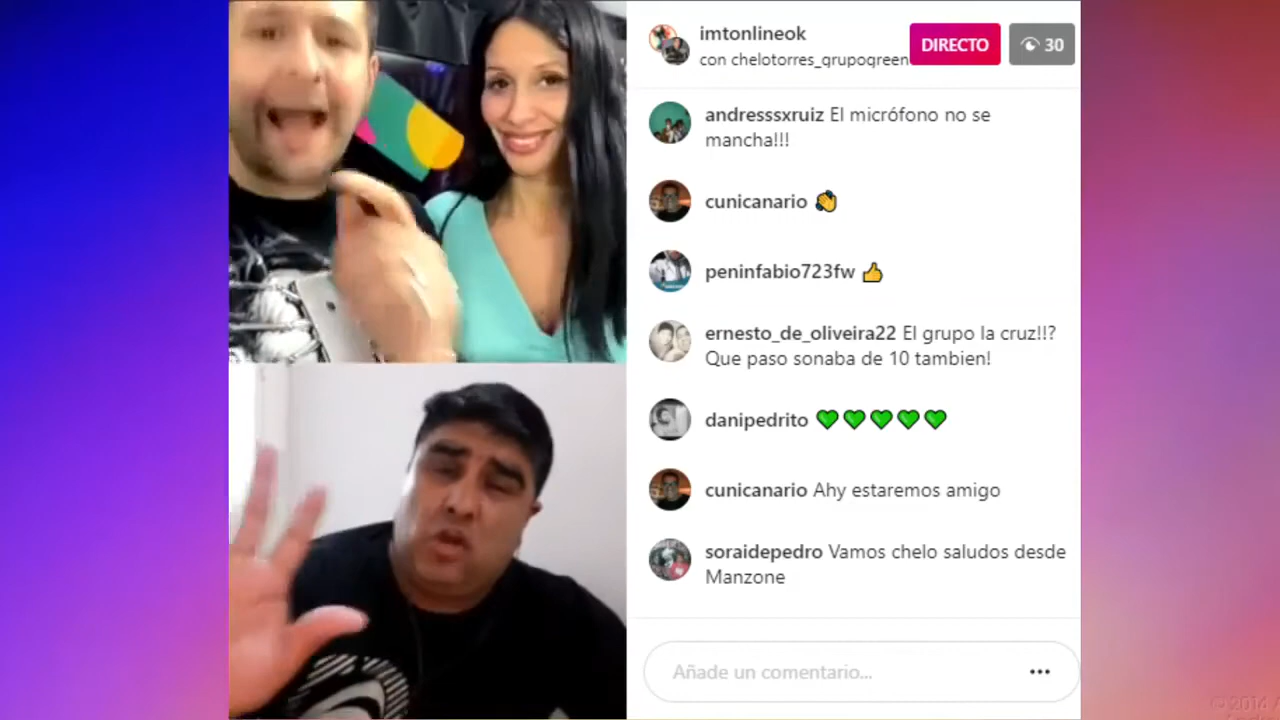 imtonlineok
con chelotorres_grupogreen
DIRECTO
30
andresssxruiz El micrófono no se
mancha!!!
cunicanario
peninfabio723fw
ernesto_de_oliveira22 El grupo la cruz!!?
Que paso sonaba de 10 tambien!
danipedrito
cunicanario Ahy estaremos amigo
soraidepedro Vamos chelo saludos desde
Manzone
Añade un comentario...
© 2014